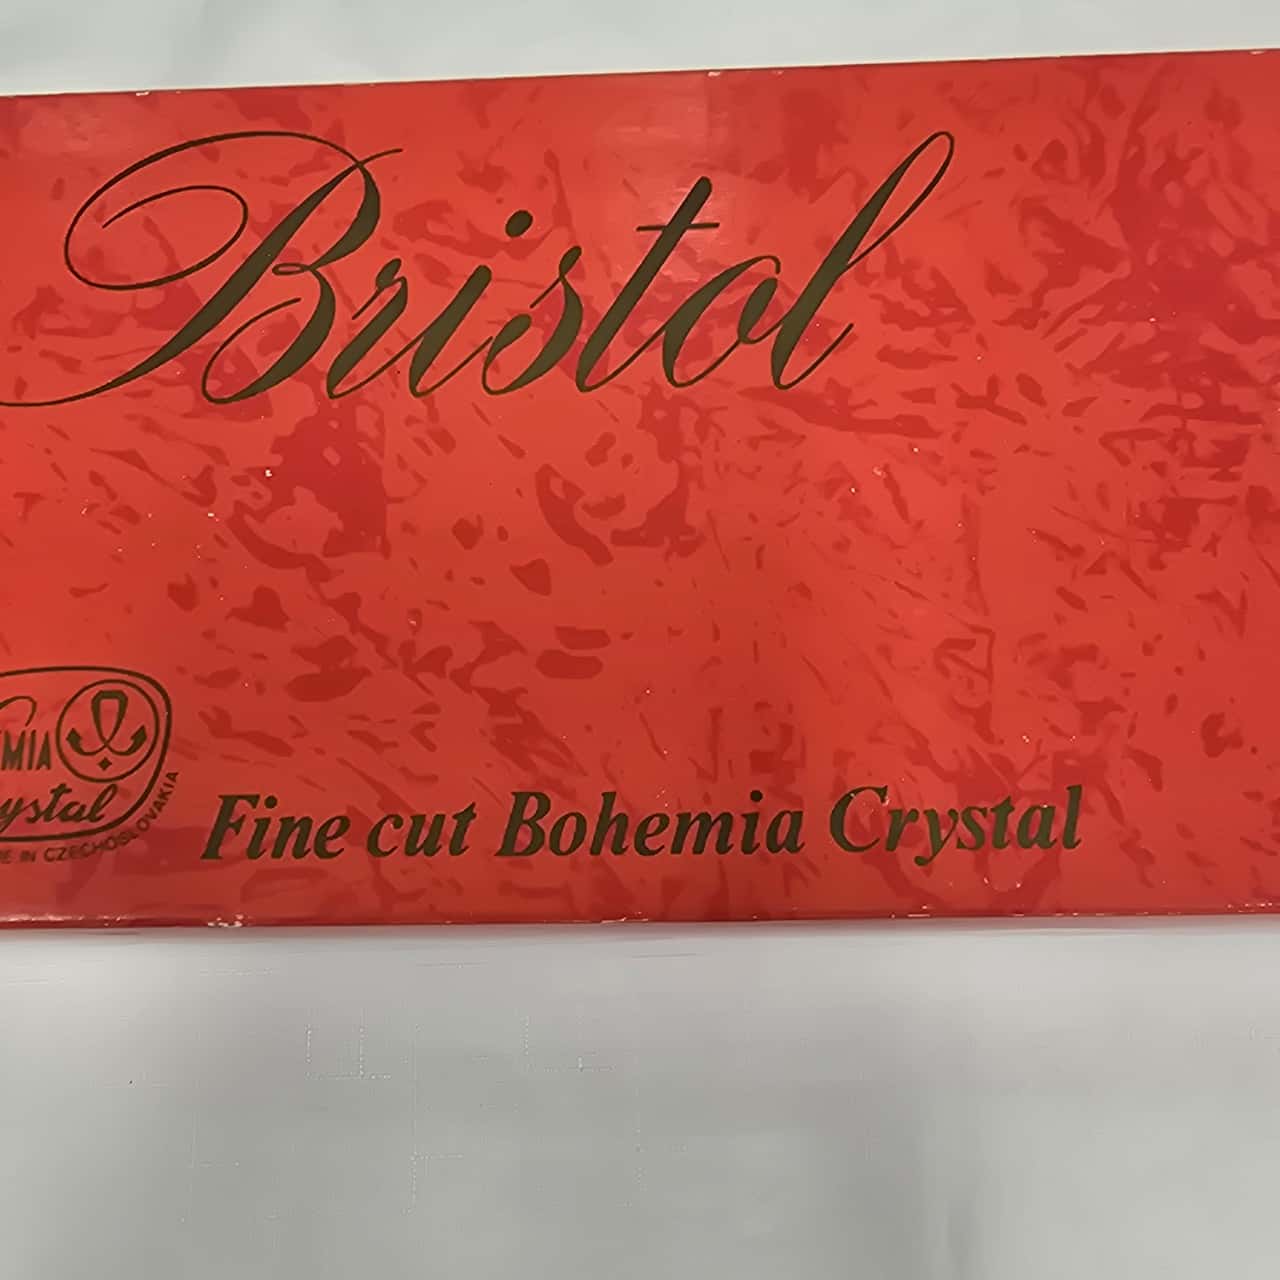 Bristol
MIA
ystal
IN CZECHOSLOVAKIA
Fine cut Bohemia Crystal